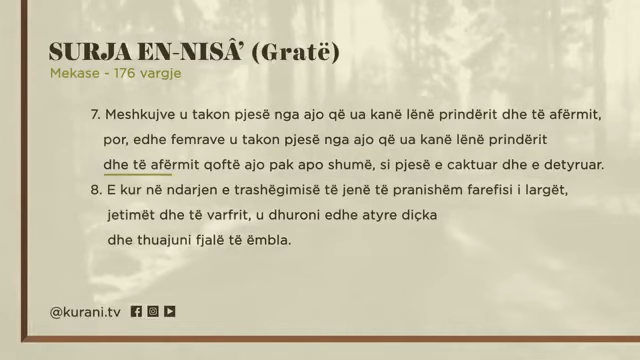 SURJA EN-NISÂ’ (Gratë)
Mekase - 176 vargje
7. Meshkujve u takon pjesë nga ajo që ua kanë lënë prindërit dhe të afërmit,
por, edhe femrave u takon pjesë nga ajo që ua kanë lënë prindërit
dhe të afërmit qoftë ajo pak apo shumë, si pjesë e caktuar dhe e detyruar.
8. E kur në ndarjen e trashëgimisë të jenë të pranishëm farefisi i largët,
jetimët dhe të varfrit, u dhuroni edhe atyre diçka
dhe thuajuni fjalë të ëmbla.
@kurani.tv